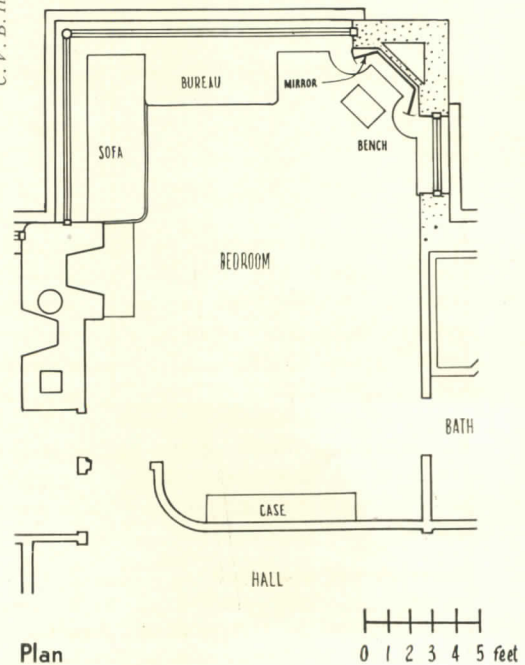 C. V. D. H
BUREAU
MIRROR
SOFA
BENCH
BEDROOM
BATH
CASE
HALL
Plan
0 1 2 3 4 5 feet